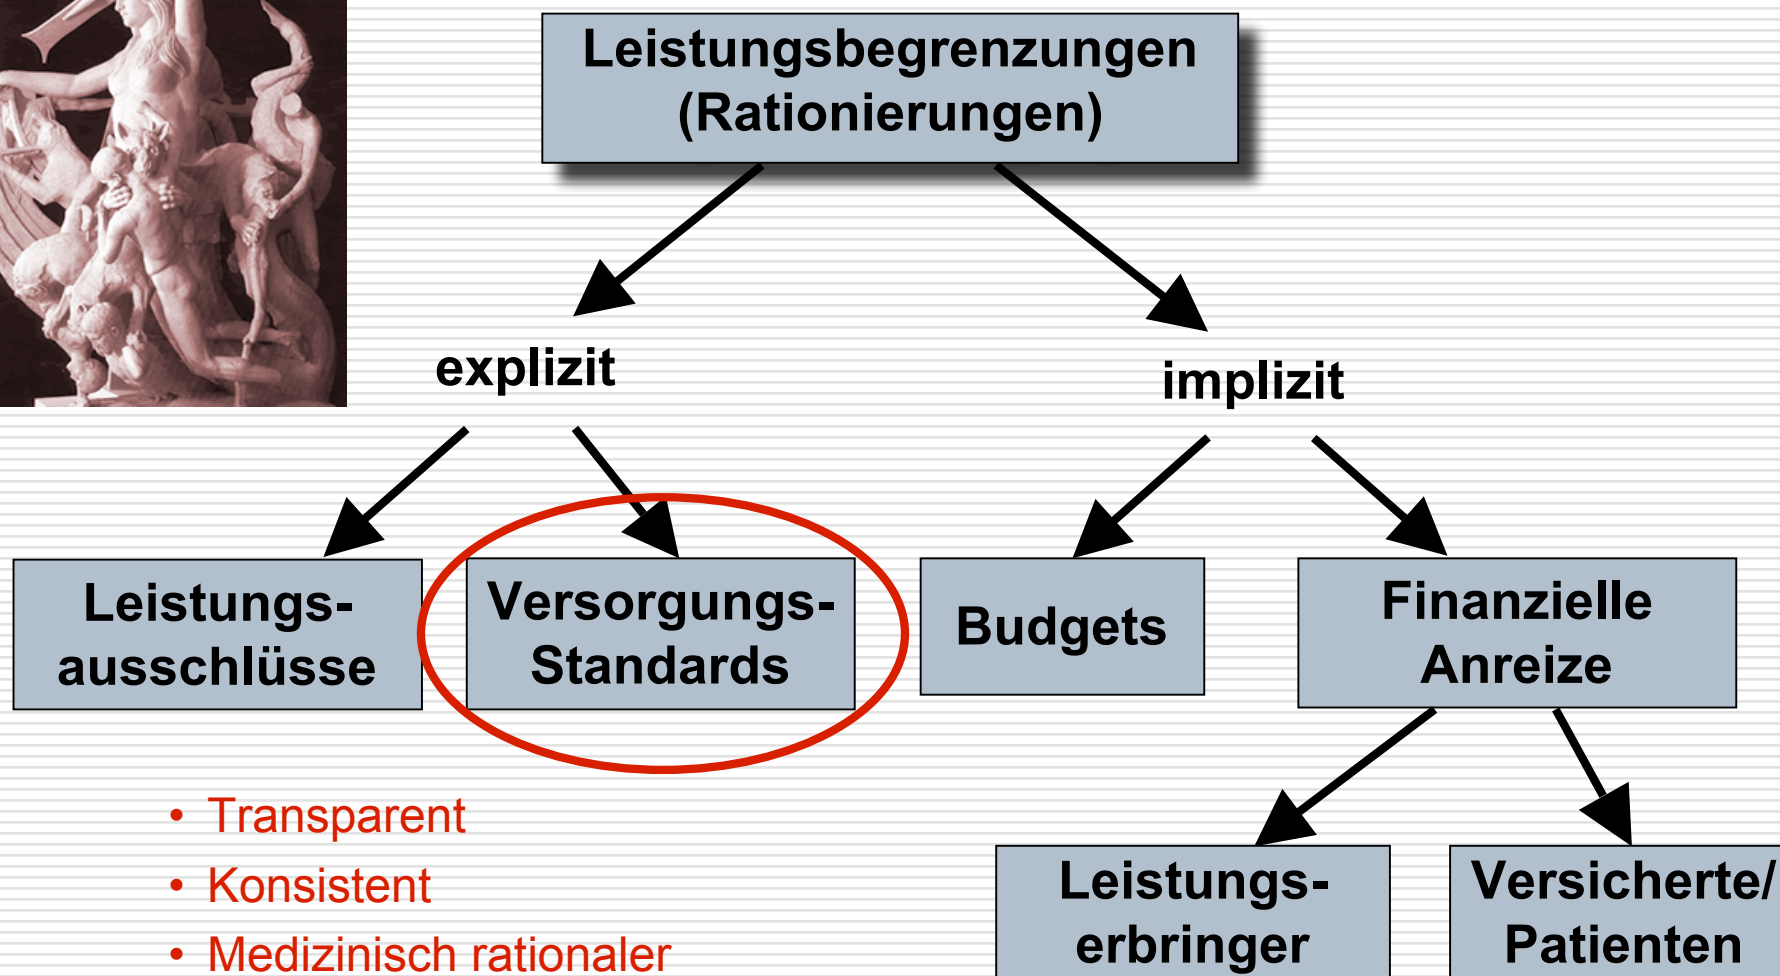 Leistungsbegrenzungen
(Rationierungen)
explizit
implizit
Leistungs-
ausschlüsse
Versorgungs-
Standards
Budgets
Finanzielle
Anreize
• Transparent
• Konsistent
• Medizinisch rationaler
Leistungs-
erbringer
Versicherte/
Patienten